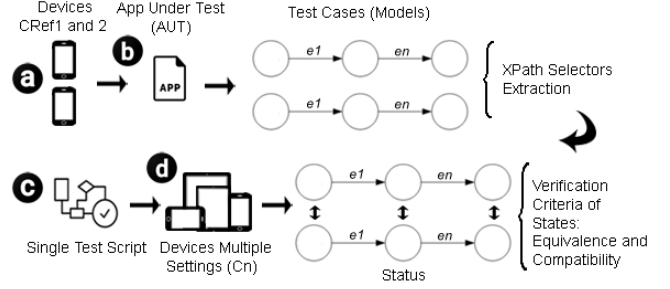 Devices
CRef1 and 2
App Under Test
(AUT)
Test Cases (Models)
a
b
APP
e1
en
e1
en
XPath Selectors
Extraction
c
d
Single Test Script
Devices Multiple
Settings (Cn)
e1
en
e1
en
Status
Verification
Criteria of
States:
Equivalence and
Compatibility